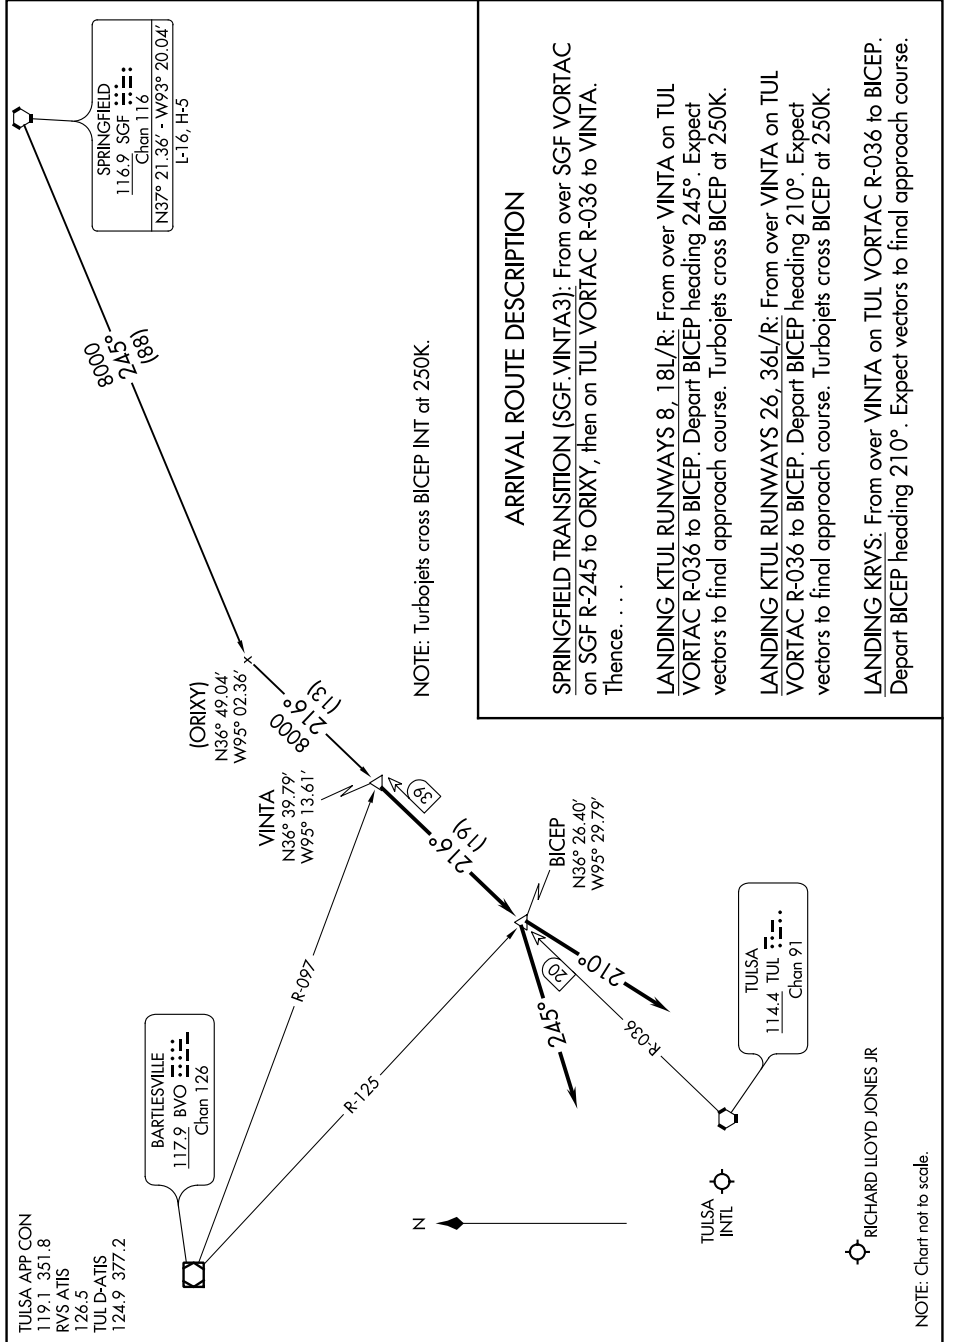 TULSA APP CON
119.1 351.8
RVS ATIS
126.5
TUL D-ATIS
124.9 377.2
BARTLESVILLE
117.9 BVO
Chan 126
SPRINGFIELD
116.9 SGF
Chan 116
N37° 21.36' - W93° 20.04'
L-16, H-5
8000
245°
(88)
(ORIXY)
N36° 49.04'
W95° 02.36'
8000
216°
(13)
VINTA
N36° 39.79'
W95° 13.61'
39
R-097
216°
(19)
BICEP
N36° 26.40'
W95° 29.79'
R-125
20
245°
210°
R-036
N
TULSA
114.4 TUL
Chan 91
TULSA
INTL
RICHARD LLOYD JONES JR
NOTE: Chart not to scale.
NOTE: Turbojets cross BICEP INT at 250K.
ARRIVAL ROUTE DESCRIPTION
SPRINGFIELD TRANSITION (SGF.VINTA3): From over SGF VORTAC
on SGF R-245 to ORIXY, then on TUL VORTAC R-036 to VINTA.
Thence. . . .
LANDING KTUL RUNWAYS 8, 18L/R: From over VINTA on TUL
VORTAC R-036 to BICEP. Depart BICEP heading 245°. Expect
vectors to final approach course. Turbojets cross BICEP at 250K.
LANDING KTUL RUNWAYS 26, 36L/R: From over VINTA on TUL
VORTAC R-036 to BICEP. Depart BICEP heading 210°. Expect
vectors to final approach course. Turbojets cross BICEP at 250K.
LANDING KRVS: From over VINTA on TUL VORTAC R-036 to BICEP.
Depart BICEP heading 210°. Expect vectors to final approach course.